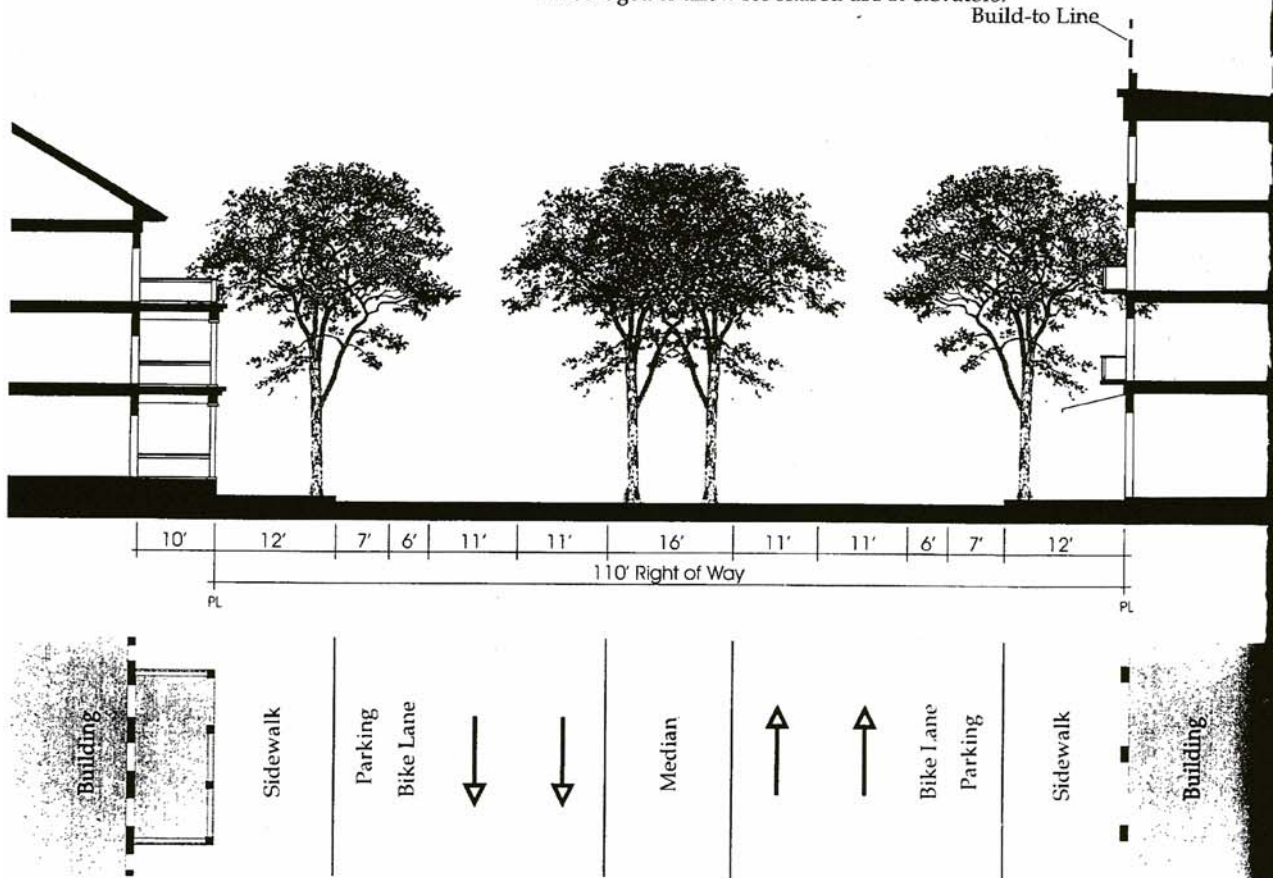 Build-to Line
10' 12' 7' 6' 11' 11' 16' 11' 11' 6' 7' 12'
110' Right of Way
PL PL
Building Sidewalk Parking Bike Lane Median Bike Lane Parking Sidewalk Building